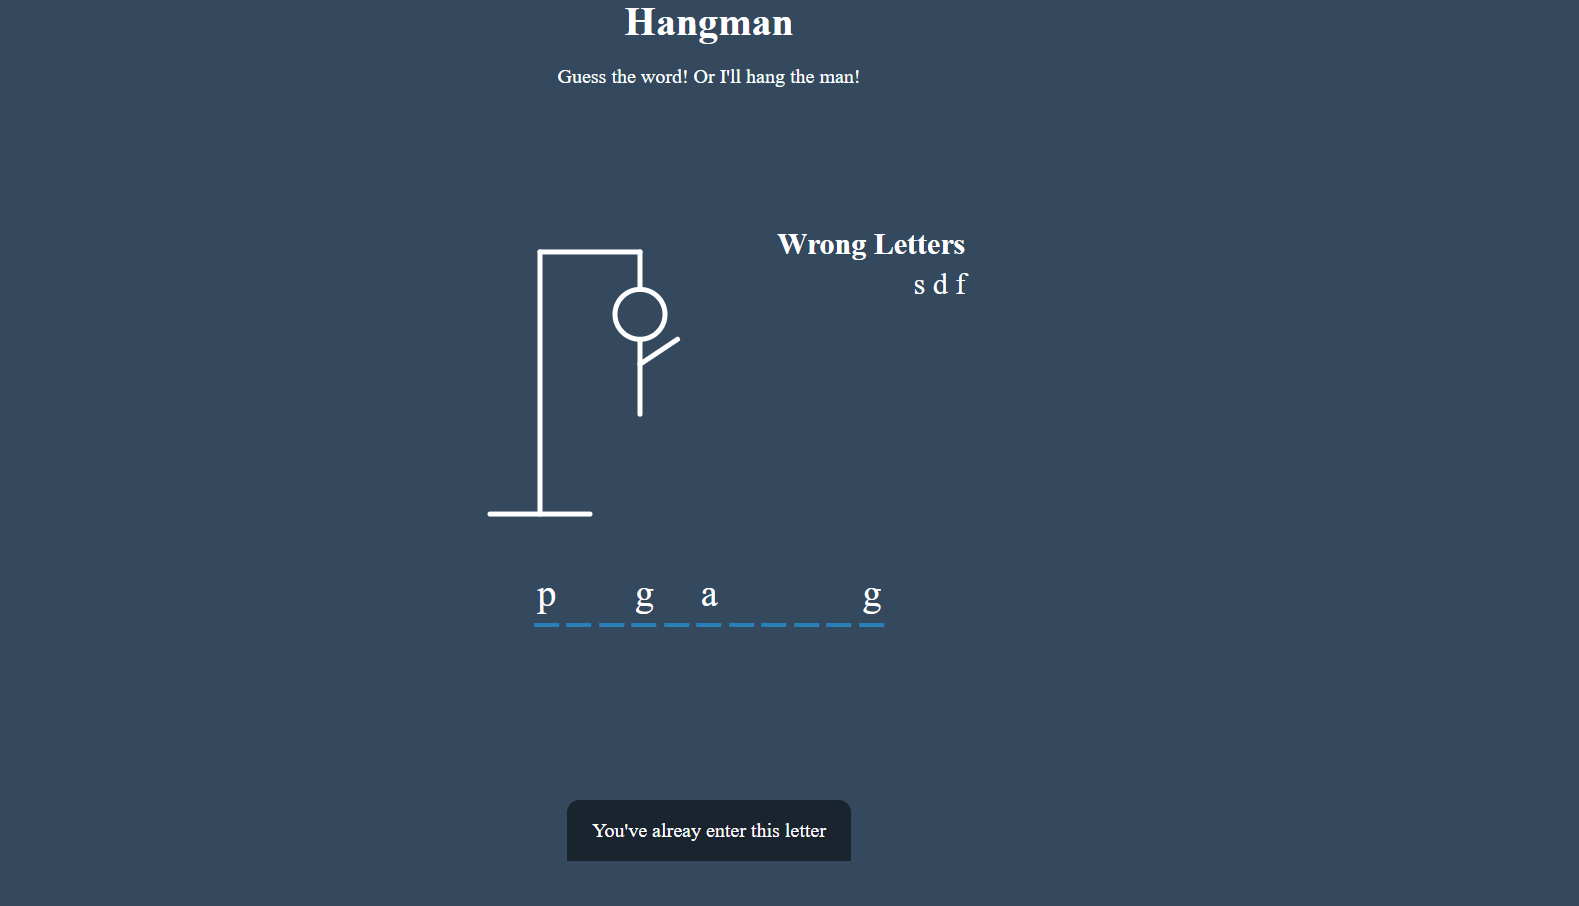 Hangman
Guess the word! Or I'll hang the man!
Wrong Letters
s d f
p g a g
You've alreay enter this letter